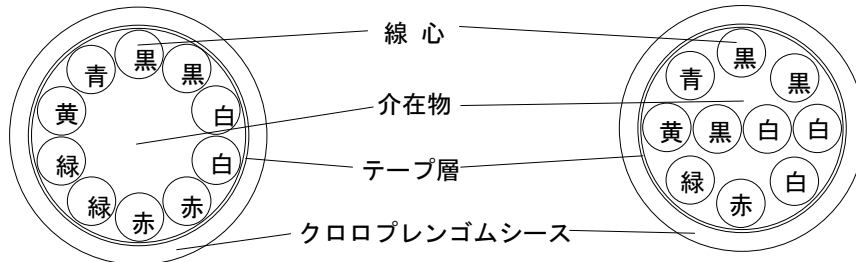 線心
介在物
テープ層
クロロプレンゴムシース
黒
黒
白
白
赤
赤
緑
緑
黄
青
黒
黒
白
白
赤
緑
黄
青
黒
白